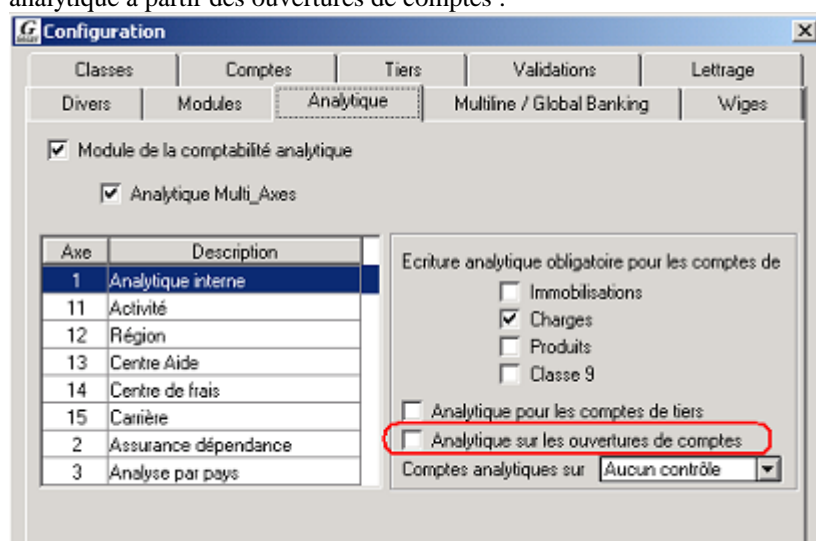 analytique à partir des ouvertures de comptes :
Configuration
Classes Comptes Tiers Validations Lettrage
Divers Modules Analytique Multiline / Global Banking Wiges
Module de la comptabilité analytique
Analytique Multi_Axes
Axe Description
1 Analytique interne
11 Activité
12 Région
13 Centre Aide
14 Centre de frais
15 Carrière
2 Assurance dépendance
3 Analyse par pays
Ecriture analytique obligatoire pour les comptes de
Immobilisations
Charges
Produits
Classe 9
Analytique pour les comptes de tiers
Analytique sur les ouvertures de comptes
Comptes analytiques sur Aucun contrôle